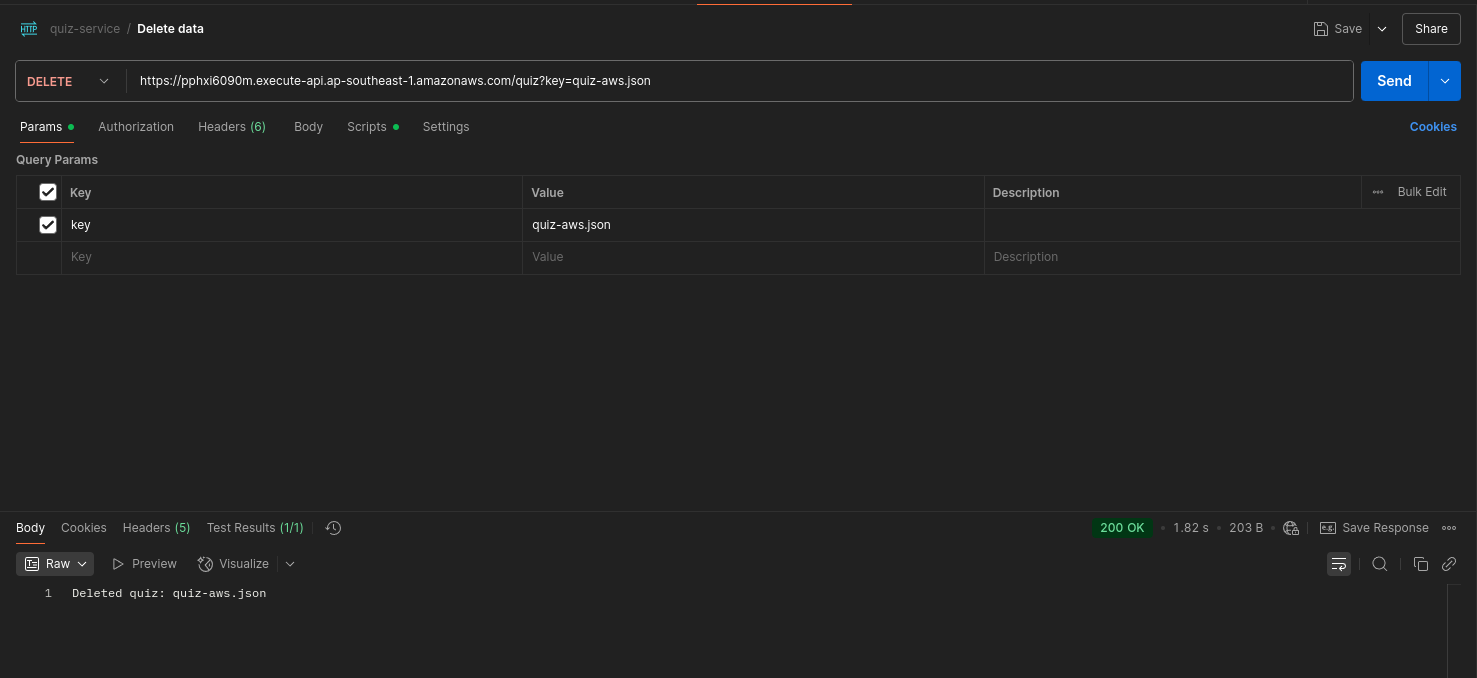 HTTP quiz-service / Delete data Save Share
DELETE https://pphxi6090m.execute-api.ap-southeast-1.amazonaws.com/quiz?key=quiz-aws.json Send
Params Authorization Headers (6) Body Scripts Settings Cookies
Query Params
Key Value Description Bulk Edit
key quiz-aws.json
Key Value Description
Body Cookies Headers (5) Test Results (1/1) 200 OK 1.82 s 203 B e.g. Save Response
Raw Preview Visualize
1 Deleted quiz: quiz-aws.json